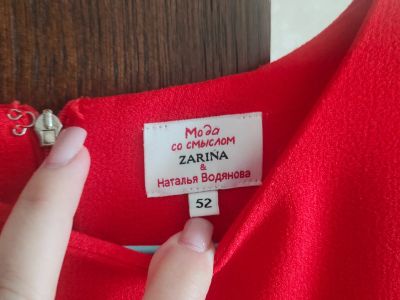 Мода
со смыслом
ZARINA
&
Наталья Водянова
52